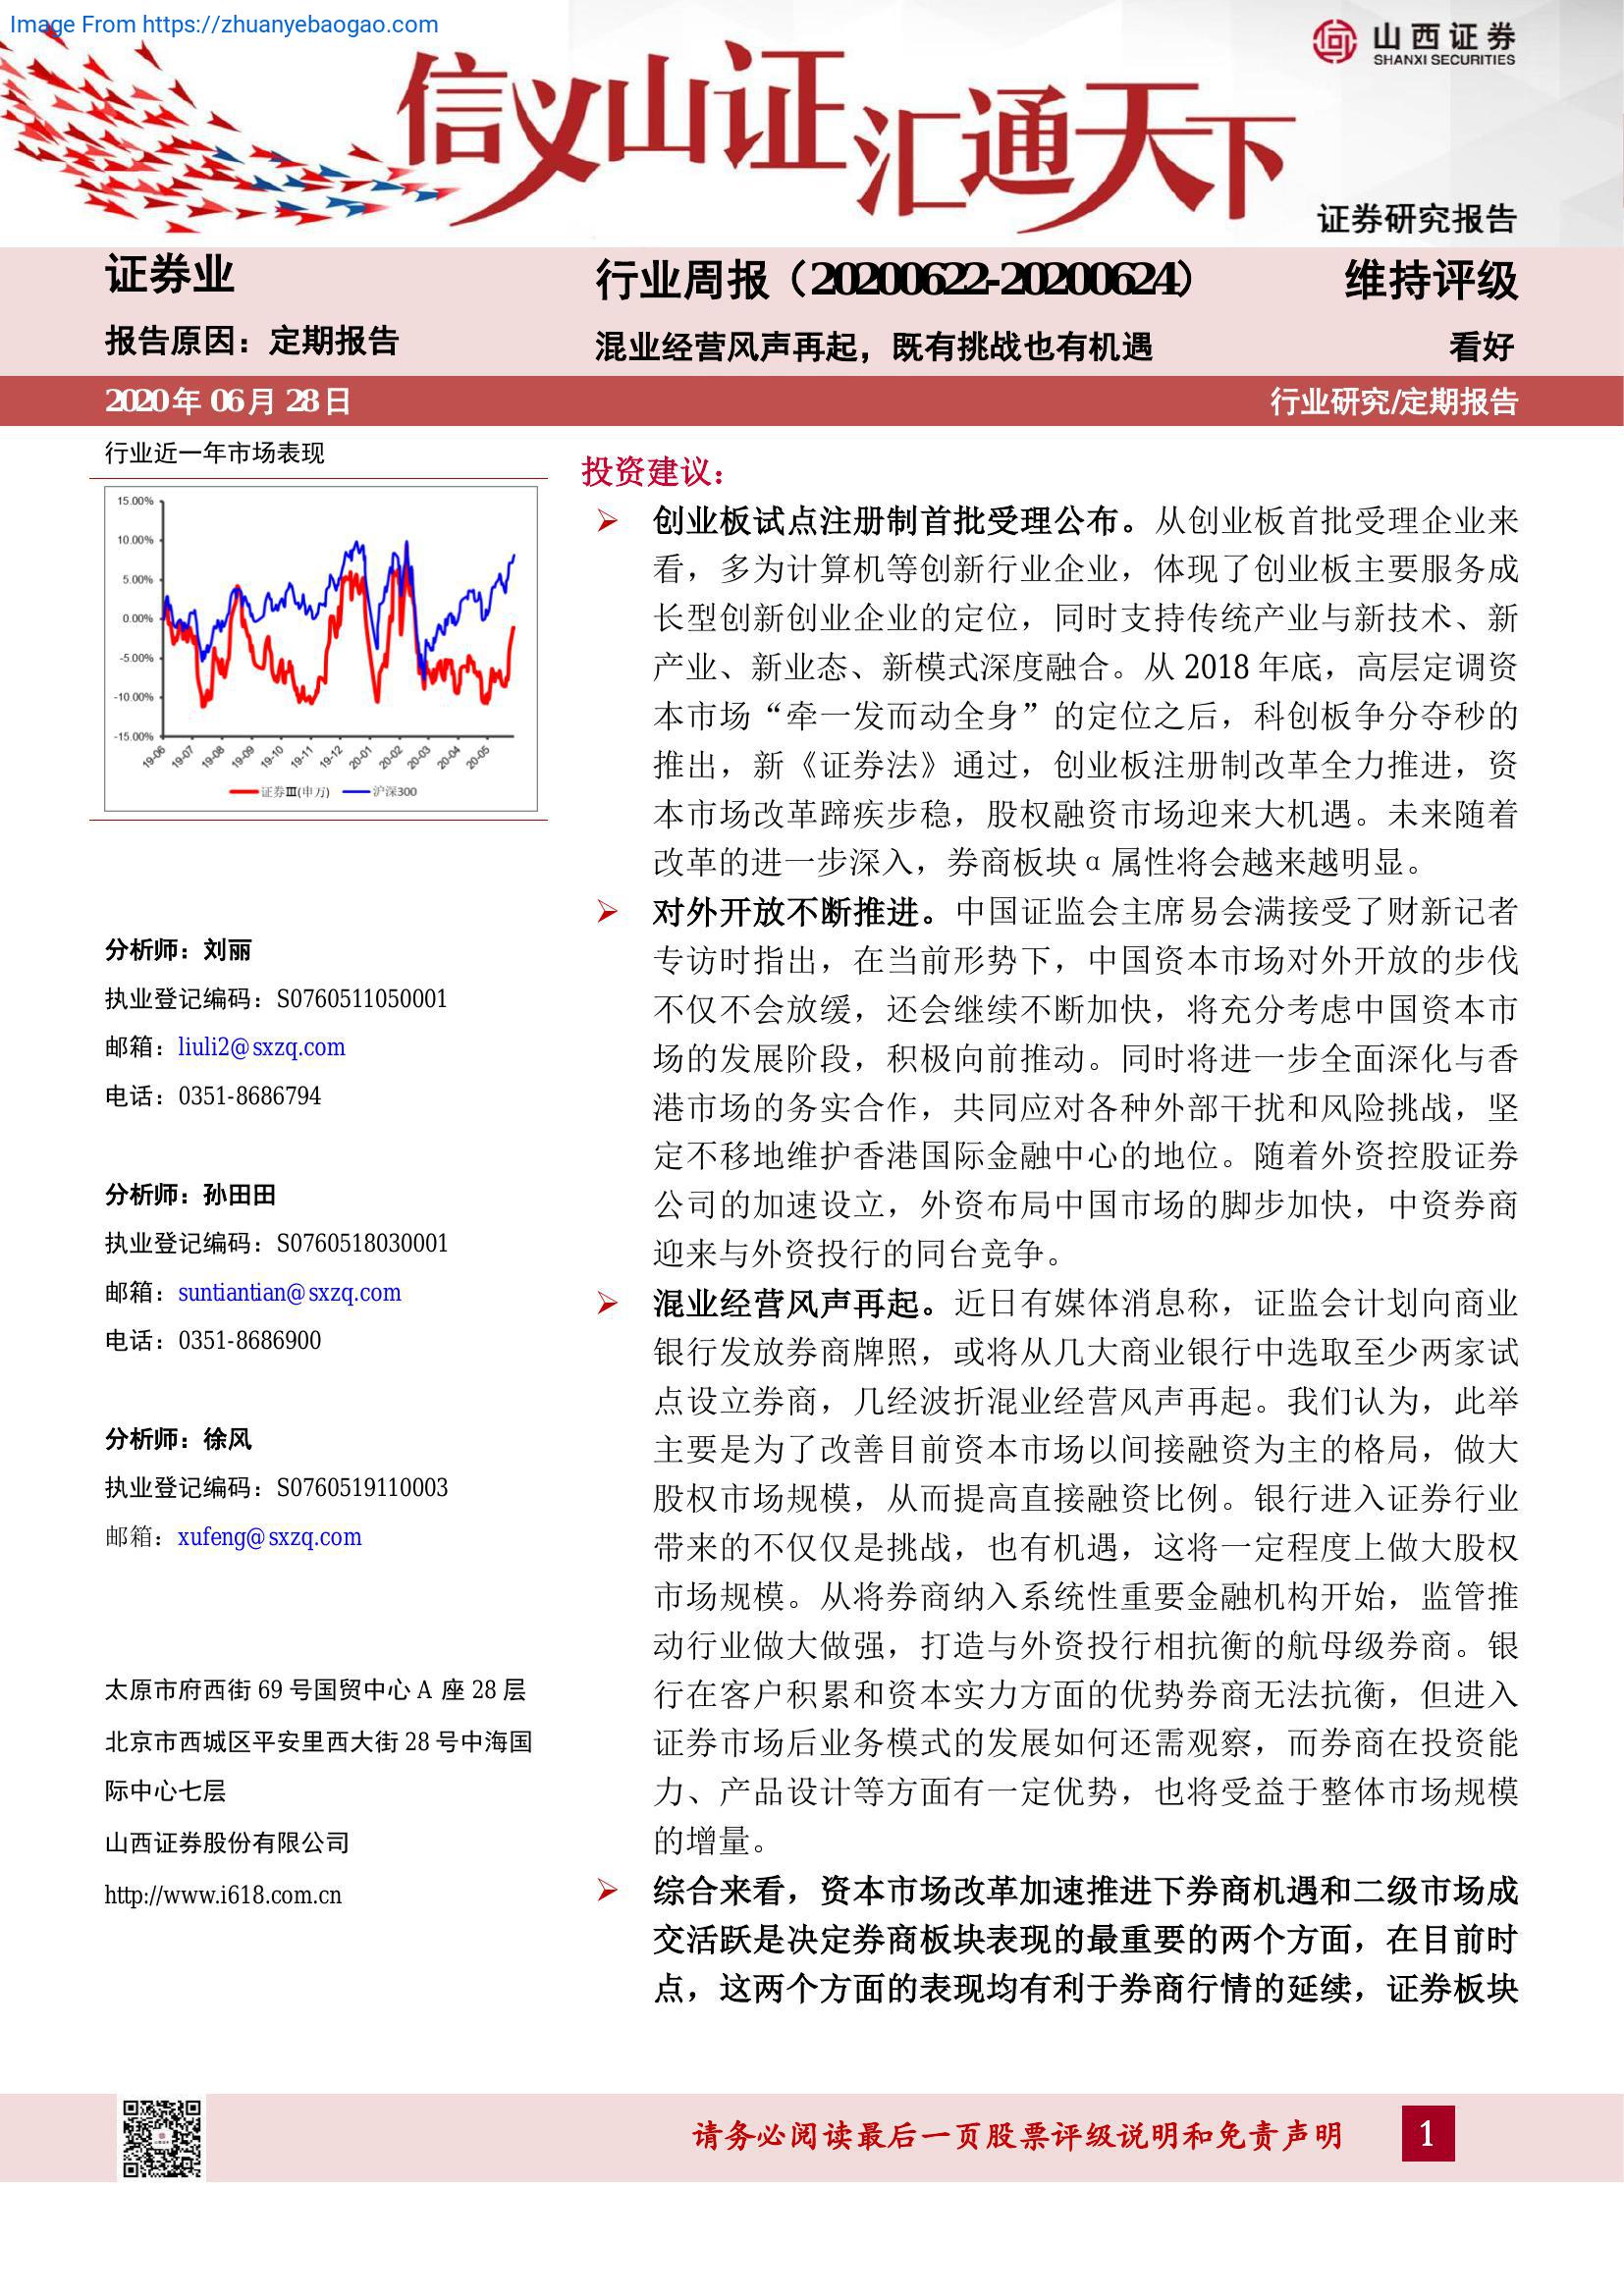 Image From https://zhuanyebaogao.com
山西证券
SHANXI SECURITIES
信义山证汇通天下
证券研究报告
证券业
行业周报（20200622-20200624）
维持评级
报告原因：定期报告
混业经营风声再起，既有挑战也有机遇
看好
2020年 06月 28日
行业研究/定期报告
行业近一年市场表现
15.00%
10.00%
5.00%
0.00%
-5.00%
-10.00%
-15.00%
19-06 19-07 19-08 19-09 19-10 19-11 19-12 20-01 20-02 20-03 20-04 20-05
证券Ⅲ(申万) 沪深300
分析师：刘丽
执业登记编码：S0760511050001
邮箱：liuli2@sxzq.com
电话：0351-8686794
分析师：孙田田
执业登记编码：S0760518030001
邮箱：suntiantian@sxzq.com
电话：0351-8686900
分析师：徐风
执业登记编码：S0760519110003
邮箱：xufeng@sxzq.com
太原市府西街 69 号国贸中心 A 座 28 层
北京市西城区平安里西大街 28 号中海国
际中心七层
山西证券股份有限公司
http://www.i618.com.cn
投资建议：
创业板试点注册制首批受理公布。从创业板首批受理企业来
看，多为计算机等创新行业企业，体现了创业板主要服务成
长型创新创业企业的定位，同时支持传统产业与新技术、新
产业、新业态、新模式深度融合。从 2018 年底，高层定调资
本市场“牵一发而动全身”的定位之后，科创板争分夺秒的
推出，新《证券法》通过，创业板注册制改革全力推进，资
本市场改革蹄疾步稳，股权融资市场迎来大机遇。未来随着
改革的进一步深入，券商板块 α 属性将会越来越明显。
对外开放不断推进。中国证监会主席易会满接受了财新记者
专访时指出，在当前形势下，中国资本市场对外开放的步伐
不仅不会放缓，还会继续不断加快，将充分考虑中国资本市
场的发展阶段，积极向前推动。同时将进一步全面深化与香
港市场的务实合作，共同应对各种外部干扰和风险挑战，坚
定不移地维护香港国际金融中心的地位。随着外资控股证券
公司的加速设立，外资布局中国市场的脚步加快，中资券商
迎来与外资投行的同台竞争。
混业经营风声再起。近日有媒体消息称，证监会计划向商业
银行发放券商牌照，或将从几大商业银行中选取至少两家试
点设立券商，几经波折混业经营风声再起。我们认为，此举
主要是为了改善目前资本市场以间接融资为主的格局，做大
股权市场规模，从而提高直接融资比例。银行进入证券行业
带来的不仅仅是挑战，也有机遇，这将一定程度上做大股权
市场规模。从将券商纳入系统性重要金融机构开始，监管推
动行业做大做强，打造与外资投行相抗衡的航母级券商。银
行在客户积累和资本实力方面的优势券商无法抗衡，但进入
证券市场后业务模式的发展如何还需观察，而券商在投资能
力、产品设计等方面有一定优势，也将受益于整体市场规模
的增量。
综合来看，资本市场改革加速推进下券商机遇和二级市场成
交活跃是决定券商板块表现的最重要的两个方面，在目前时
点，这两个方面的表现均有利于券商行情的延续，证券板块
请务必阅读最后一页股票评级说明和免责声明
1